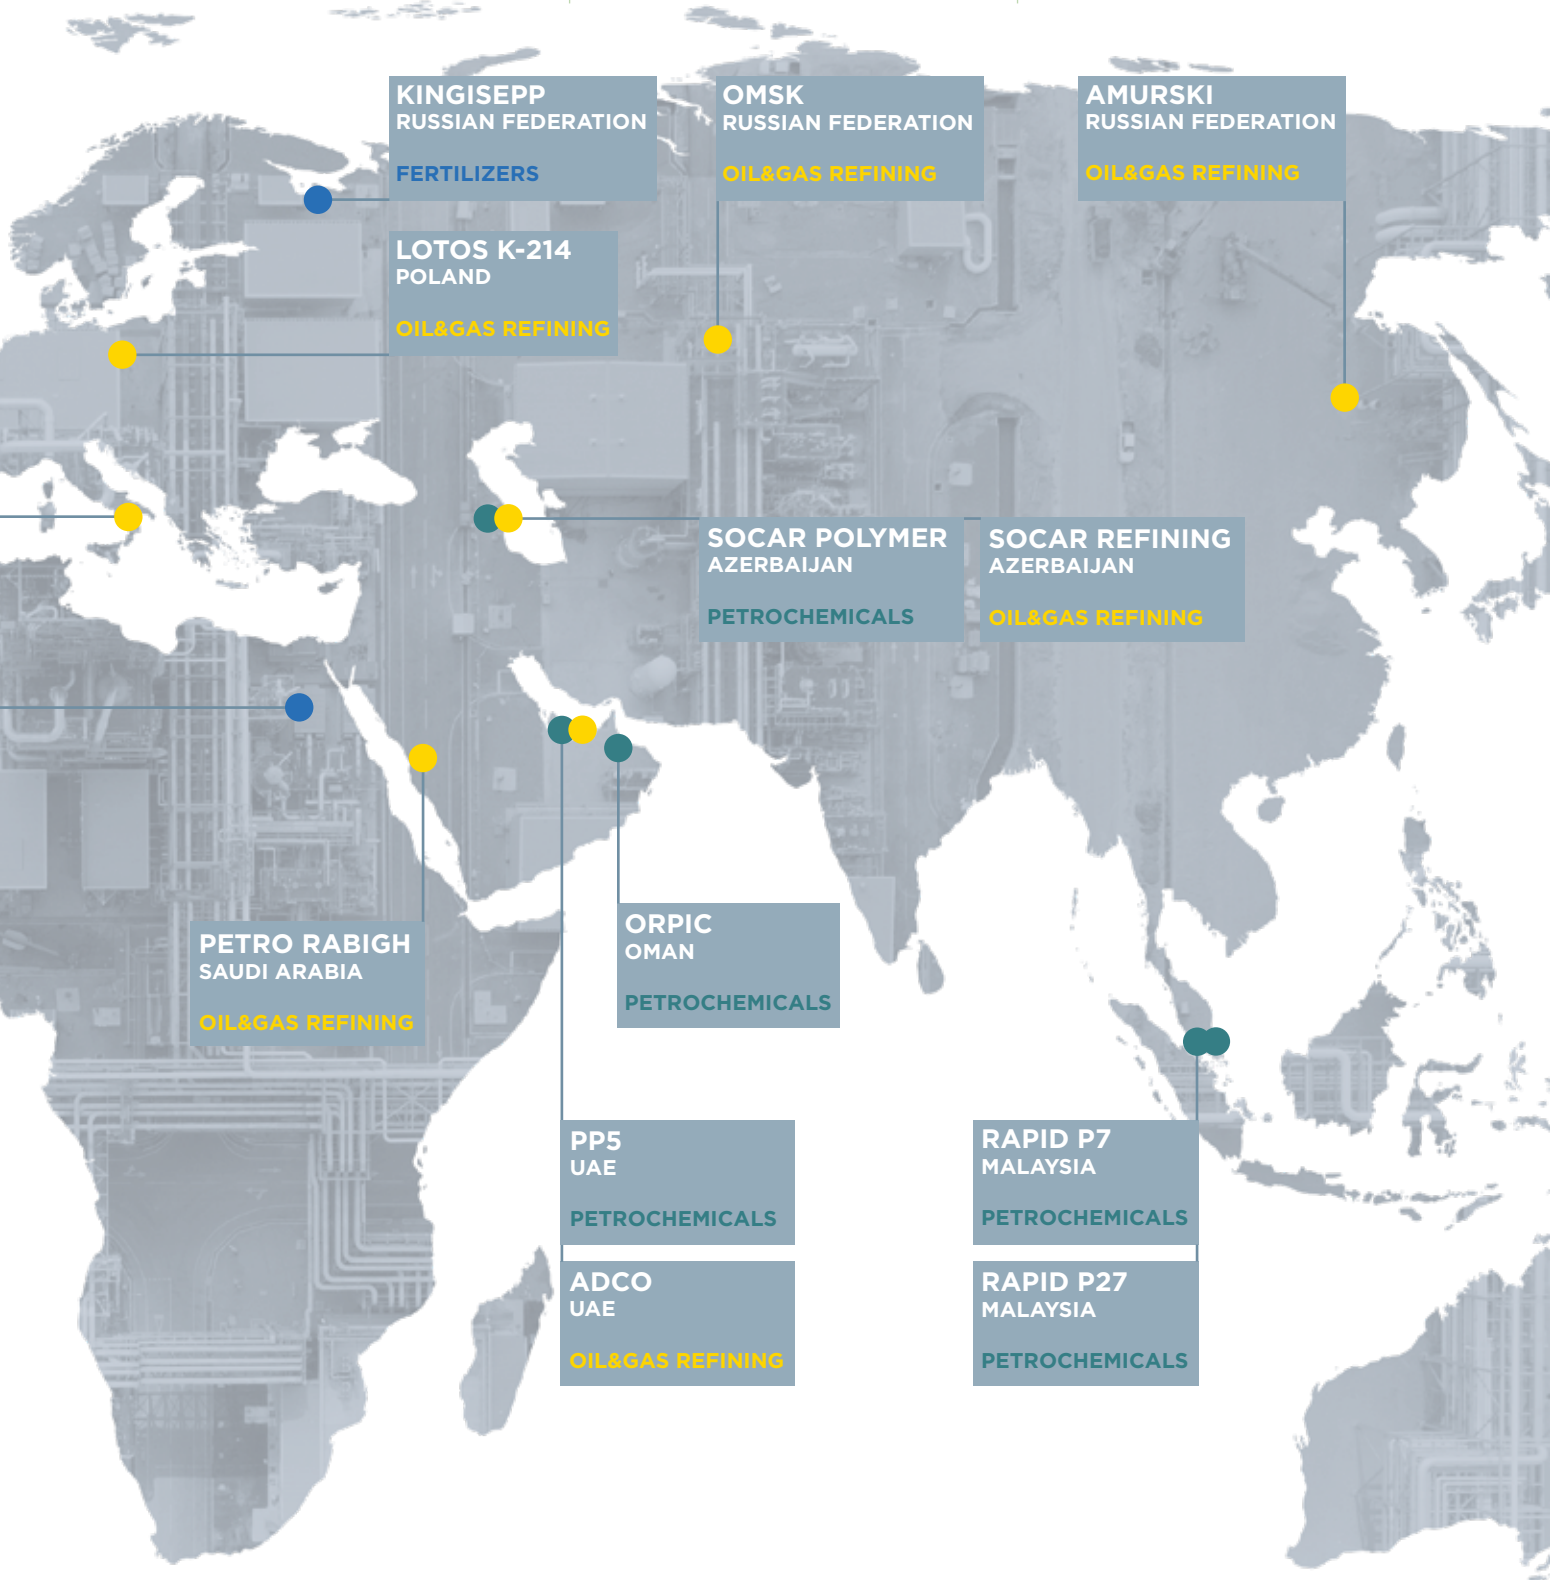 KINGISEPP
RUSSIAN FEDERATION
FERTILIZERS
OMSK
RUSSIAN FEDERATION
OIL&GAS REFINING
AMURSKI
RUSSIAN FEDERATION
OIL&GAS REFINING
LOTOS K-214
POLAND
OIL&GAS REFINING
SOCAR POLYMER
AZERBAIJAN
PETROCHEMICALS
SOCAR REFINING
AZERBAIJAN
OIL&GAS REFINING
PETRO RABIGH
SAUDI ARABIA
OIL&GAS REFINING
ORPIC
OMAN
PETROCHEMICALS
PP5
UAE
PETROCHEMICALS
RAPID P7
MALAYSIA
PETROCHEMICALS
ADCO
UAE
OIL&GAS REFINING
RAPID P27
MALAYSIA
PETROCHEMICALS